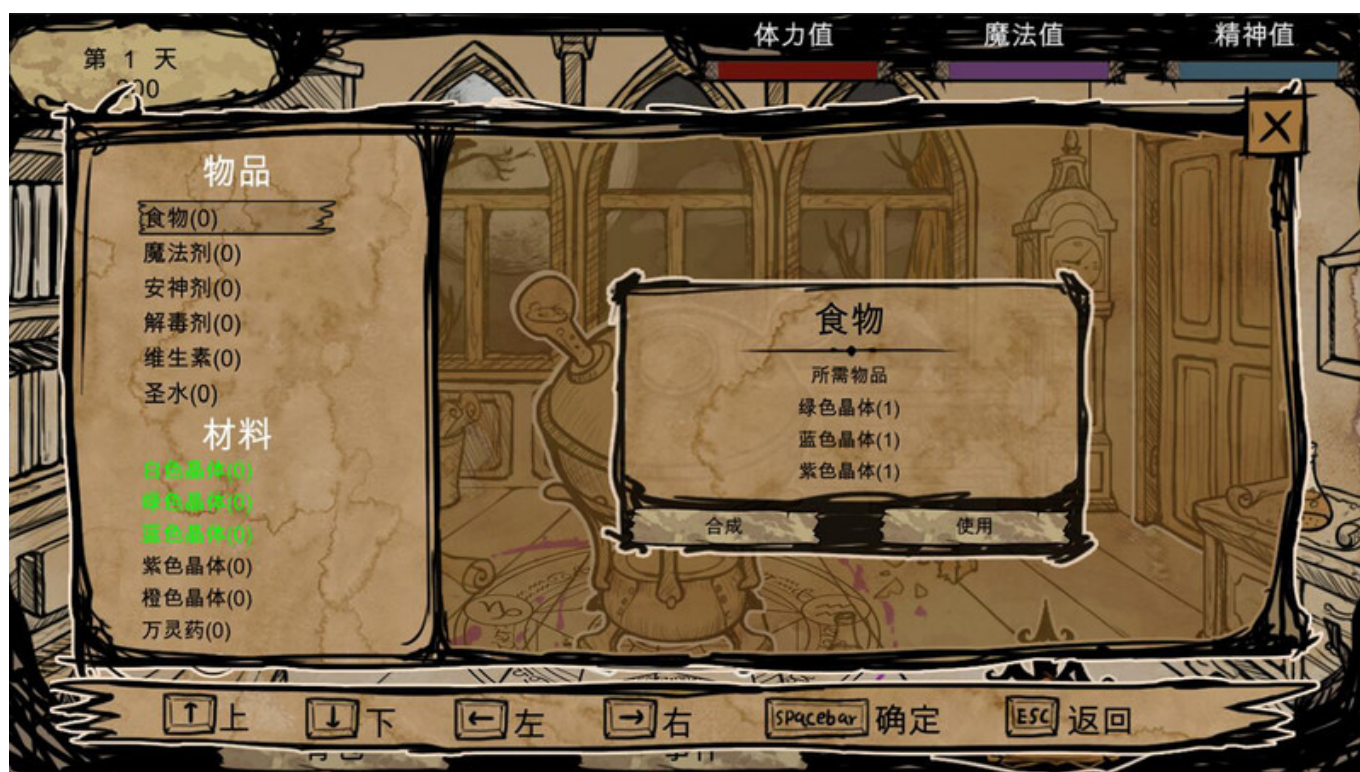 第 1 天
体力值
魔法值
精神值
物品
食物(0)
魔法剂(0)
安神剂(0)
解毒剂(0)
维生素(0)
圣水(0)
材料
白色晶体(0)
绿色晶体(0)
蓝色晶体(0)
紫色晶体(0)
橙色晶体(0)
万灵药(0)
食物
所需物品
绿色晶体(1)
蓝色晶体(1)
紫色晶体(1)
合成
使用
↑ 上
↓ 下
← 左
→ 右
SPACEbar 确定
ESC 返回